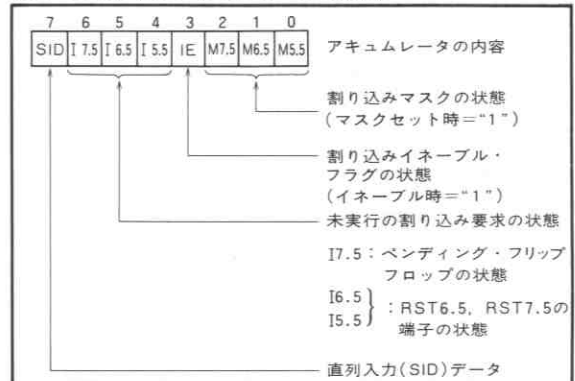 7 6 5 4 3 2 1 0
SID I 7.5 I 6.5 I 5.5 IE M7.5 M6.5 M5.5
アキュムレータの内容
割り込みマスクの状態
(マスクセット時=“1”)
割り込みイネーブル・
フラグの状態
(イネーブル時=“1”)
未実行の割り込み要求の状態
I7.5:ペンディング・フリップ
フロップの状態
I6.5
I5.5 } :RST6.5, RST7.5の
端子の状態
直列入力(SID)データ